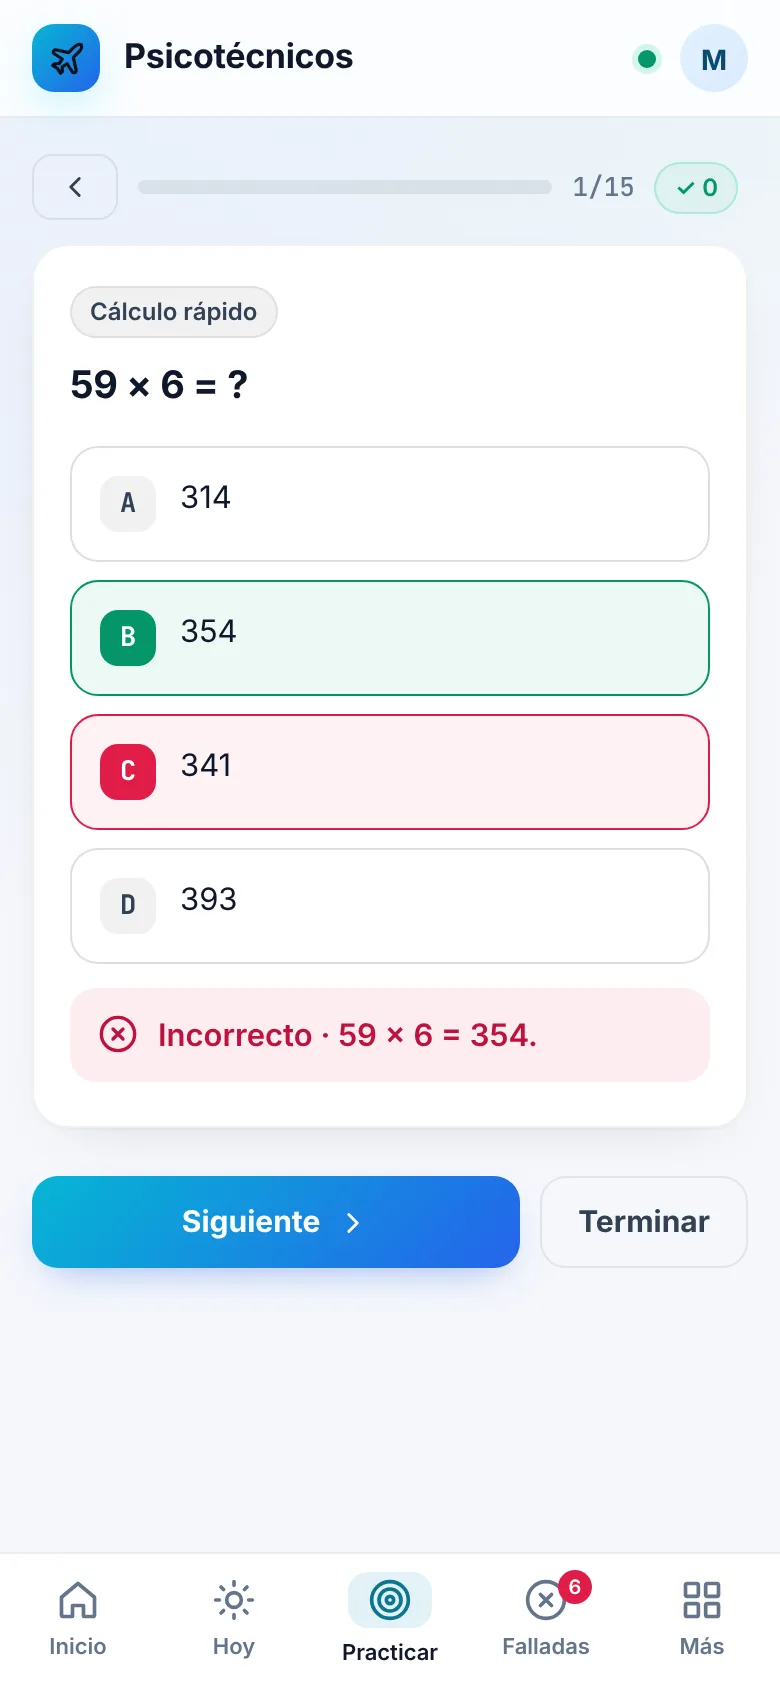 Psicotécnicos
M
1/15
0
Cálculo rápido
59 × 6 = ?
A 314
B 354
C 341
D 393
Incorrecto · 59 × 6 = 354.
Siguiente
Terminar
6
Inicio
Hoy
Practicar
Falladas
Más